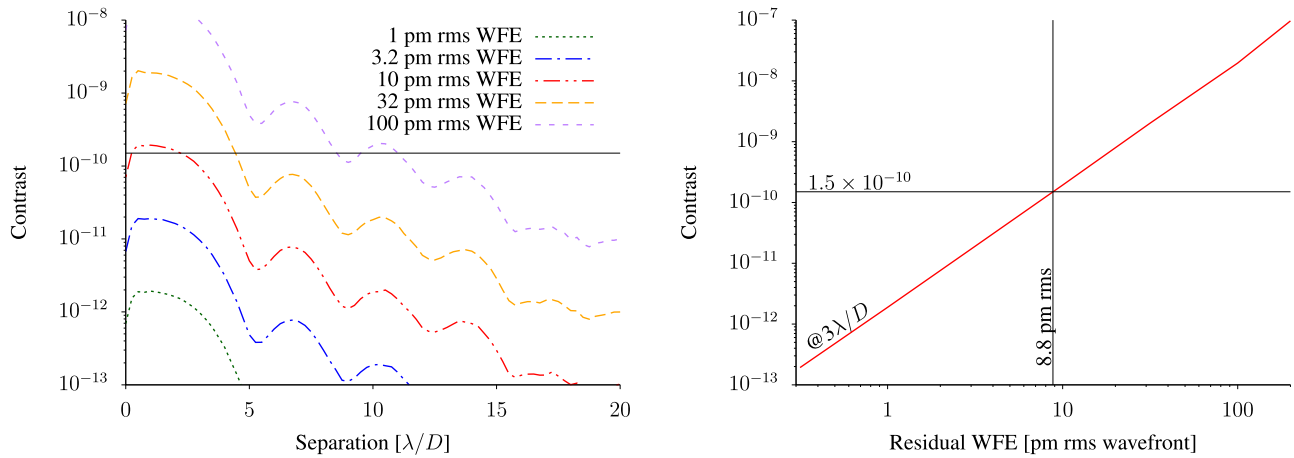 10⁻⁸
10⁻⁹
10⁻¹⁰
10⁻¹¹
10⁻¹²
10⁻¹³
Contrast
1 pm rms WFE
3.2 pm rms WFE
10 pm rms WFE
32 pm rms WFE
100 pm rms WFE
0 5 10 15 20
Separation [λ/D]
10⁻⁷
10⁻⁸
10⁻⁹
10⁻¹⁰
10⁻¹¹
10⁻¹²
10⁻¹³
Contrast
1.5 × 10⁻¹⁰
@3λ/D
8.8 pm rms
1 10 100
Residual WFE [pm rms wavefront]